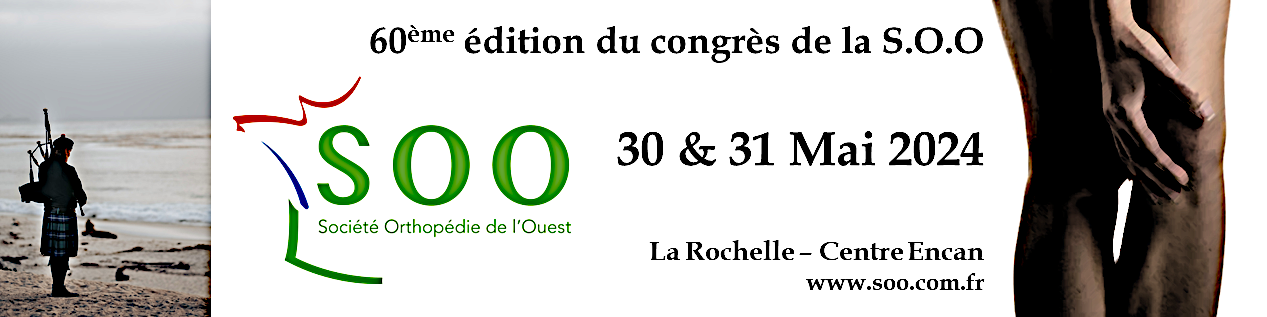 60ème édition du congrès de la S.O.O
SOO
Société Orthopédie de l'Ouest
30 & 31 Mai 2024
La Rochelle – Centre Encan
www.soo.com.fr